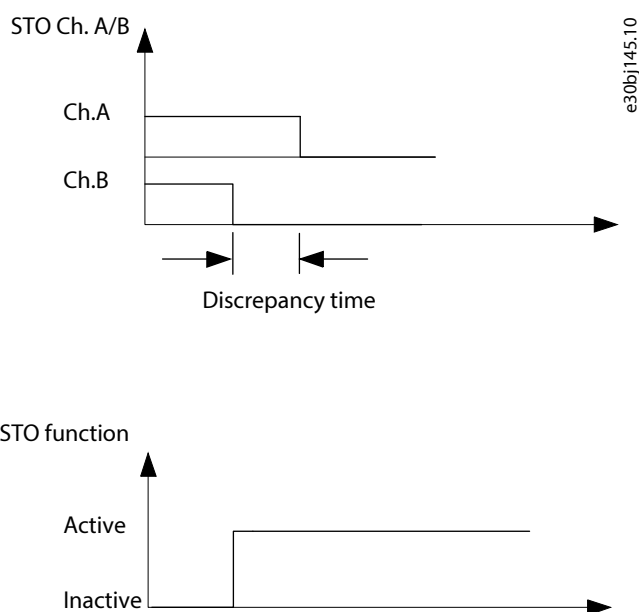 STO Ch. A/B
e30bj145.10
Ch.A
Ch.B
Discrepancy time
STO function
Active
Inactive